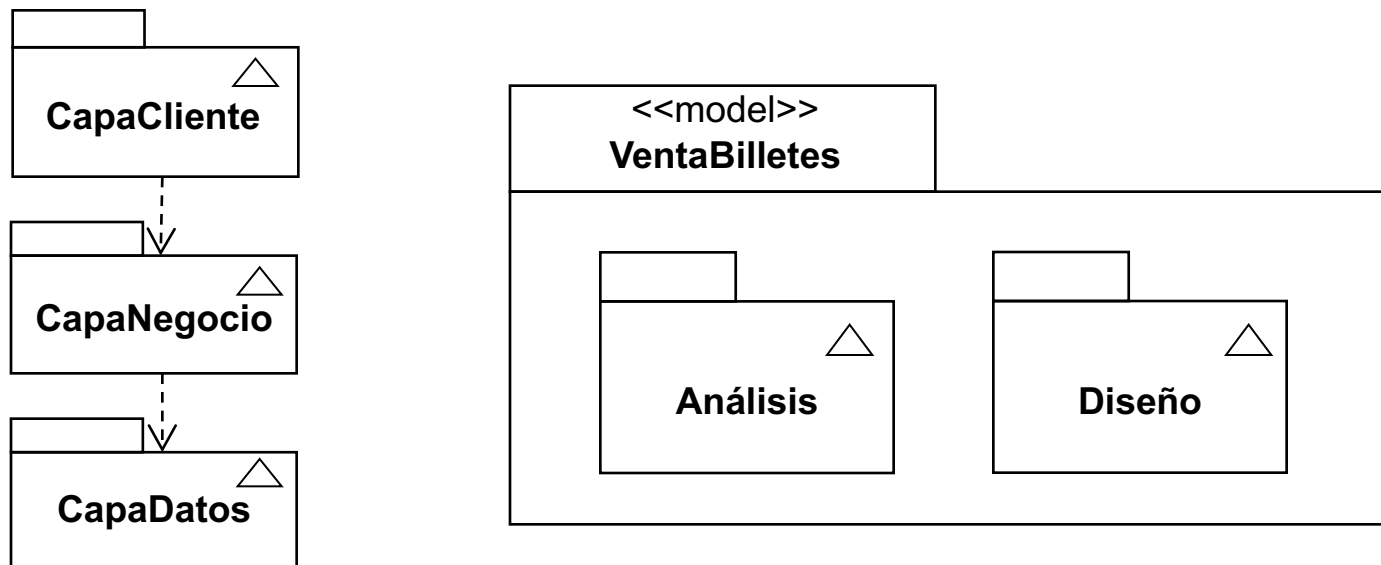 CapaCliente
CapaNegocio
CapaDatos
<<model>>
VentaBilletes
Análisis
Diseño